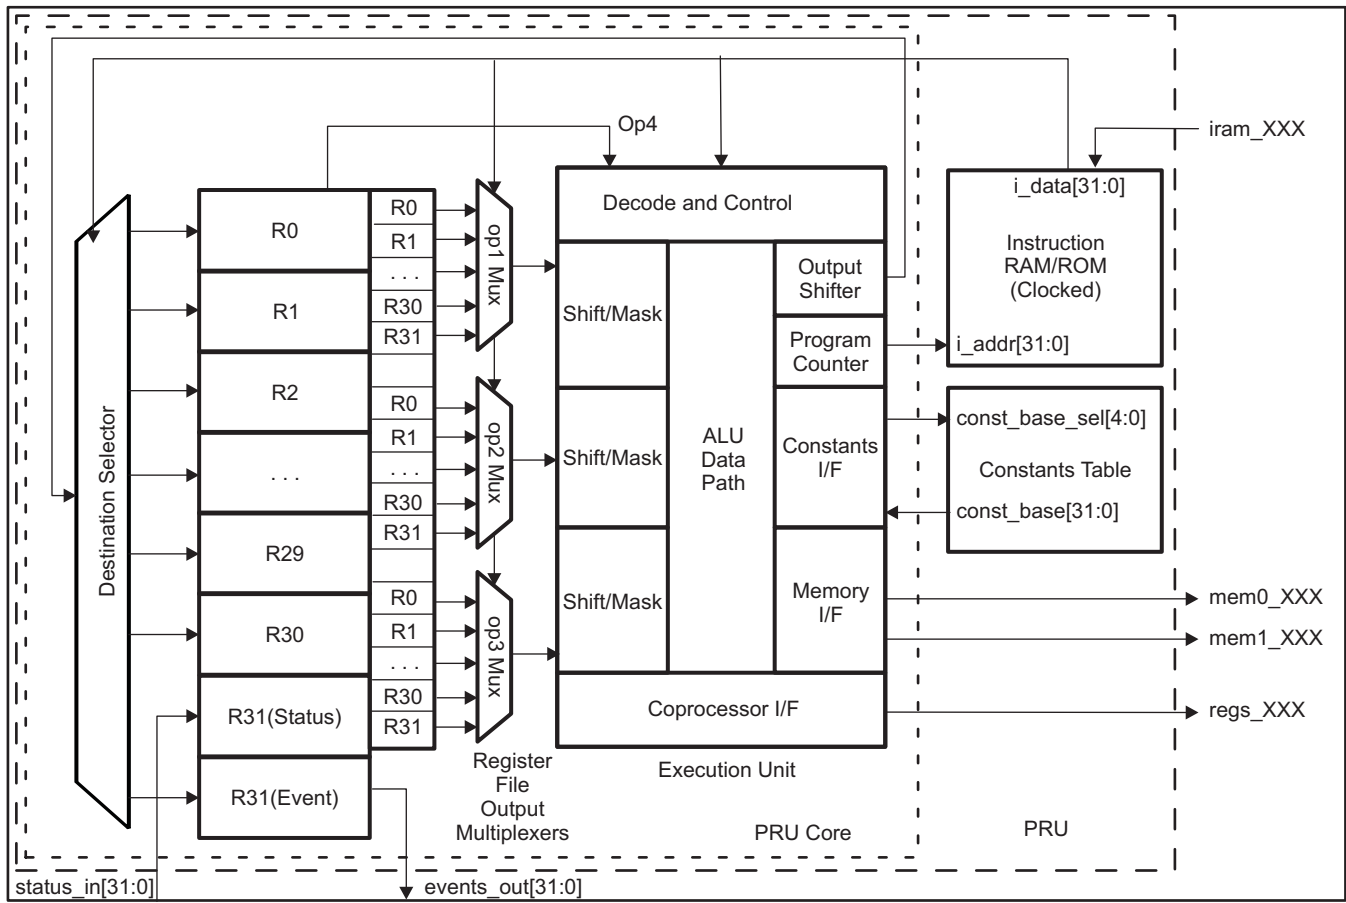 Op4
iram_XXX
i_data[31:0]
Instruction
RAM/ROM
(Clocked)
i_addr[31:0]
Decode and Control
Output
Shifter
Program
Counter
Shift/Mask
Shift/Mask
Shift/Mask
ALU
Data
Path
Constants
I/F
Memory
I/F
Coprocessor I/F
Execution Unit
const_base_sel[4:0]
Constants Table
const_base[31:0]
mem0_XXX
mem1_XXX
regs_XXX
Destination Selector
R0
R1
R2
. . .
R29
R30
R31(Status)
R31(Event)
R0
R1
. . .
R30
R31
R0
R1
. . .
R30
R31
R0
R1
. . .
R30
R31
op1 Mux
op2 Mux
op3 Mux
Register
File
Output
Multiplexers
PRU Core
PRU
status_in[31:0]
events_out[31:0]